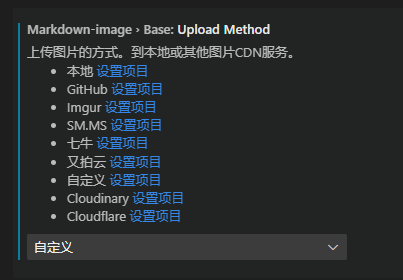 Markdown-image › Base: Upload Method
上传图片的方式。到本地或其他图片CDN服务。
本地 设置项目
GitHub 设置项目
Imgur 设置项目
SM.MS 设置项目
七牛 设置项目
又拍云 设置项目
自定义 设置项目
Cloudinary 设置项目
Cloudflare 设置项目
自定义